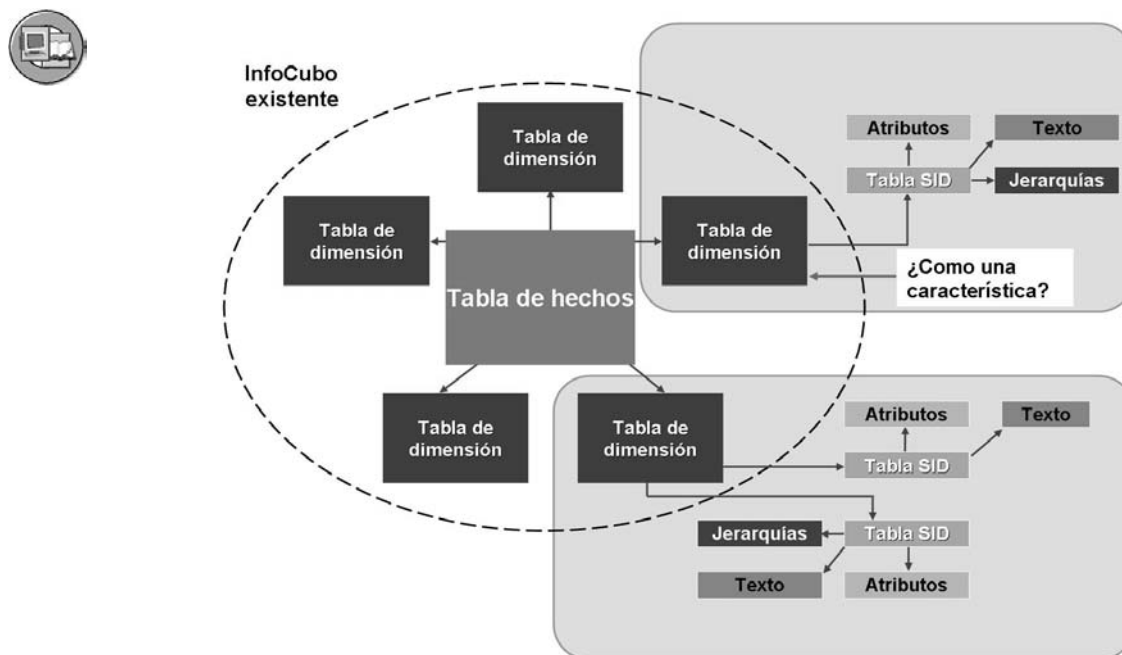 InfoCubo
existente
Tabla de
dimensión
Atributos
Texto
Tabla SID
Jerarquías
Tabla de
dimensión
Tabla de
dimensión
¿Como una
característica?
Tabla de hechos
Tabla de
dimensión
Tabla de
dimensión
Atributos
Texto
Tabla SID
Jerarquías
Tabla SID
Texto
Atributos